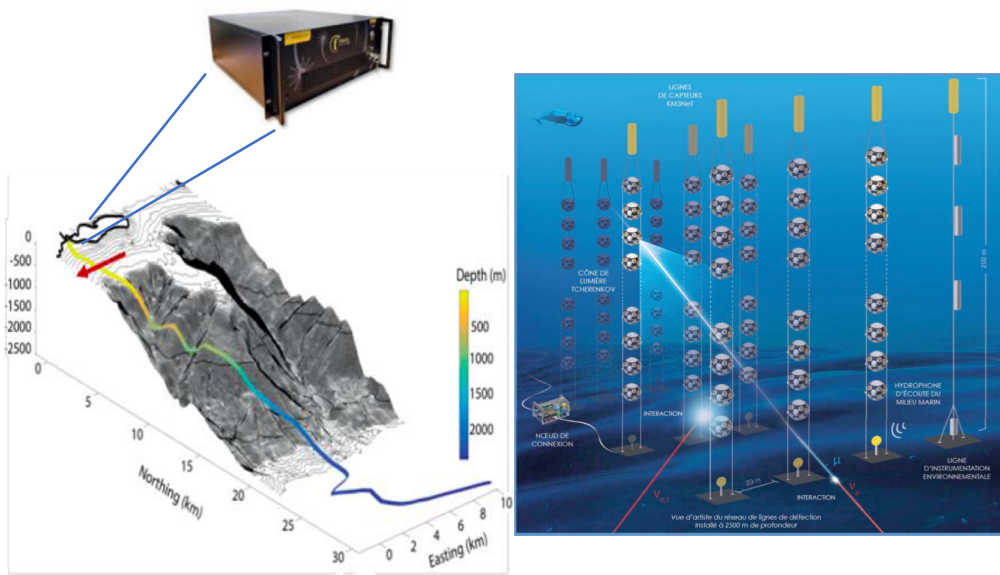 0
-500
-1000
-1500
-2000
-2500
0
5
10
15
20
25
30
Northing (km)
0
2
4
6
8
10
Easting (km)
Depth (m)
500
1000
1500
2000
LIGNES
DE CAPTEURS
KM3NeT
CÔNE DE
LUMIÈRE
TCHERENKOV
200 m
HYDROPHONE
D'ÉCOUTE DU
MILIEU MARIN
INTERACTION
NŒUD DE
CONNEXION
LIGNE
D'INSTRUMENTATION
ENVIRONNEMENTALE
μ
νμ
νe,τ
20 m
INTERACTION
Vue d'artiste du réseau de lignes de détection
Installé à 2500 m de profondeur